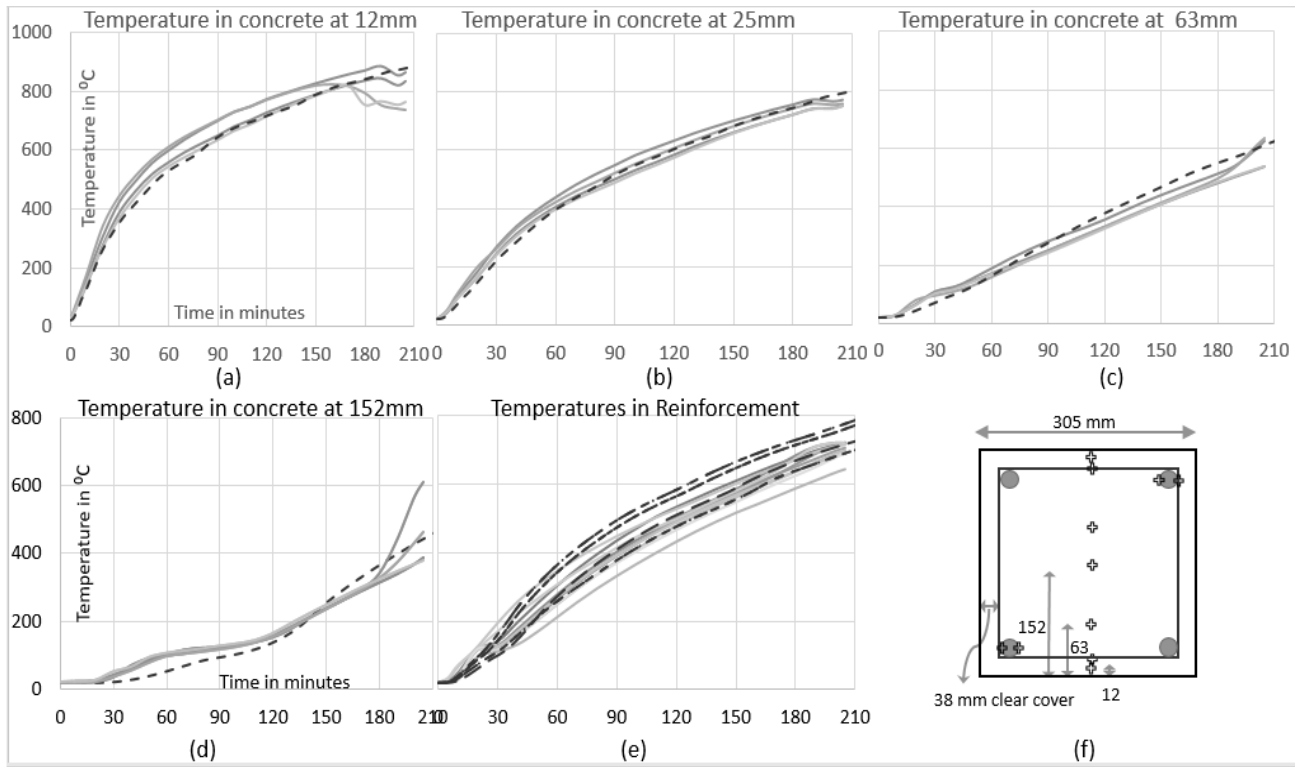 Temperature in concrete at 12mm
Temperature in concrete at 25mm
Temperature in concrete at 63mm
1000
800
600
400
200
0
Temperature in ⁰C
Time in minutes
0 30 60 90 120 150 180 210
0 30 60 90 120 150 180 210
0 30 60 90 120 150 180 210
(a)
(b)
(c)
Temperature in concrete at 152mm
Temperatures in Reinforcement
800
600
400
200
0
Temperature in ⁰C
Time in minutes
0 30 60 90 120 150 180 210
0 30 60 90 120 150 180 210
305 mm
152
63
12
38 mm clear cover
(d)
(e)
(f)